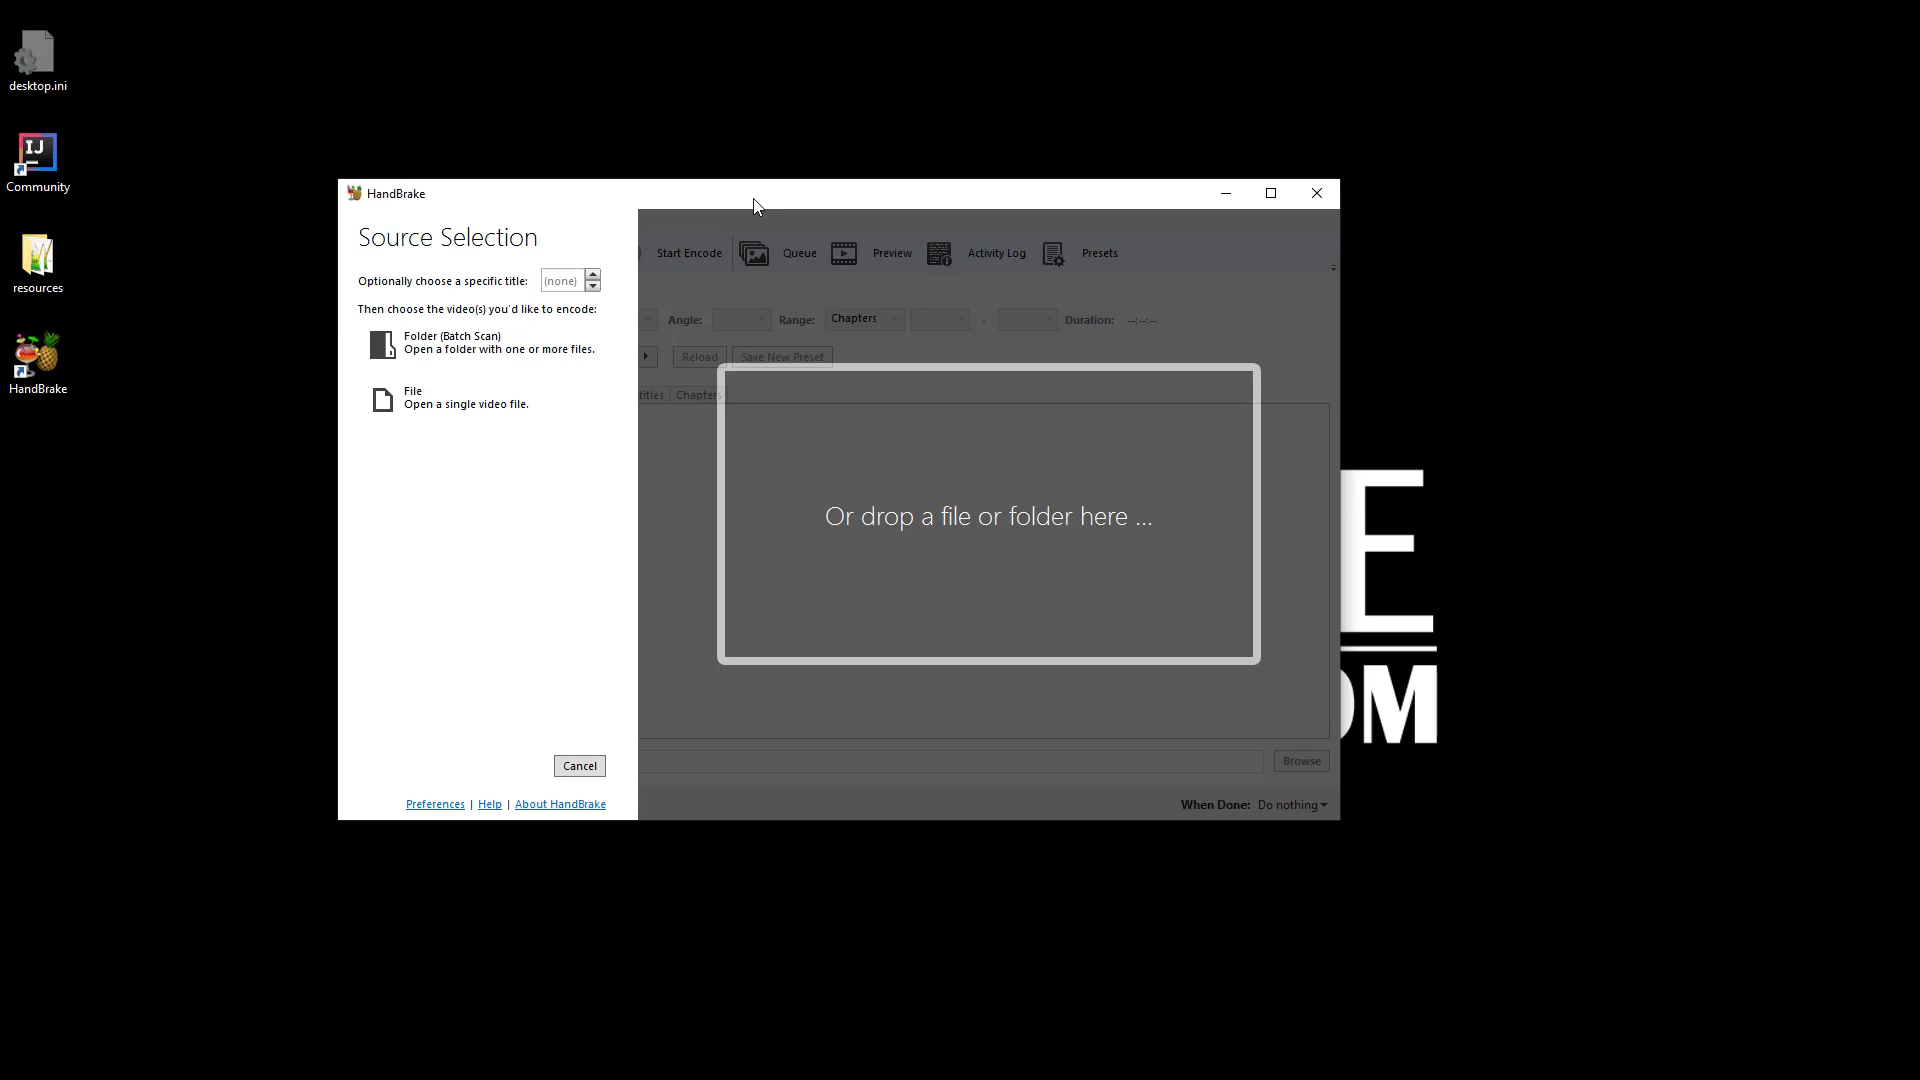 desktop.ini
IJ
Community
resources
HandBrake
HandBrake
Source Selection
Optionally choose a specific title: (none)
Then choose the video(s) you'd like to encode:
Folder (Batch Scan)
Open a folder with one or more files.
File
Open a single video file.
Cancel
Preferences | Help | About HandBrake
Start Encode Queue Preview Activity Log Presets
Angle: Range: Chapters - Duration: --:--:--
Reload Save New Preset
Chapters
Or drop a file or folder here ...
Browse
When Done: Do nothing
E
OM